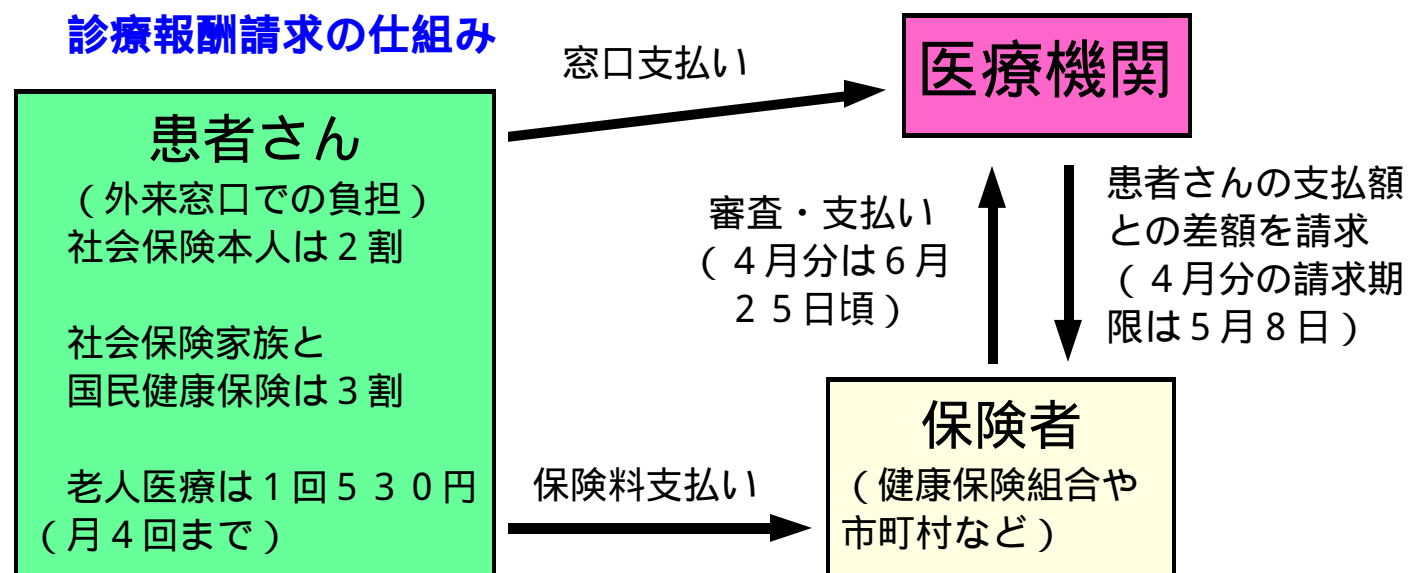 診療報酬請求の仕組み
窓口支払い
医療機関
患者さん
（外来窓口での負担）
社会保険本人は２割
社会保険家族と
国民健康保険は３割
老人医療は１回５３０円
（月４回まで）
審査・支払い
（４月分は６月
２５日頃）
患者さんの支払額
との差額を請求
（４月分の請求期
限は５月８日）
保険料支払い
保険者
（健康保険組合や
市町村など）